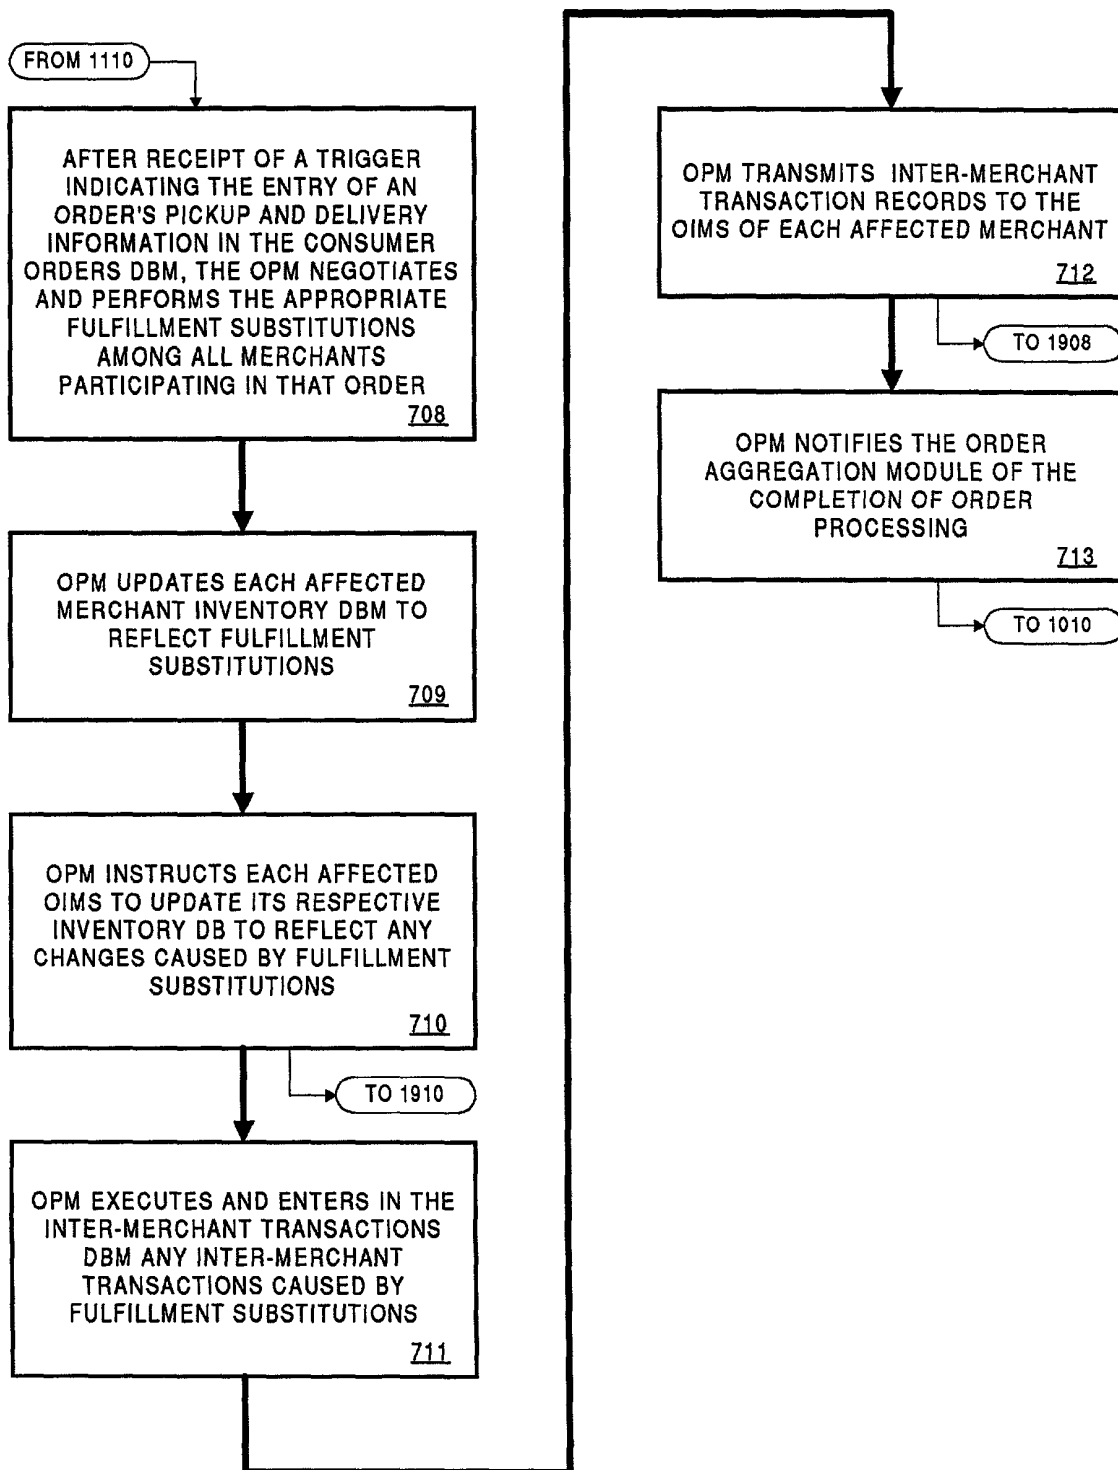 FROM 1110
AFTER RECEIPT OF A TRIGGER
INDICATING THE ENTRY OF AN
ORDER'S PICKUP AND DELIVERY
INFORMATION IN THE CONSUMER
ORDERS DBM, THE OPM NEGOTIATES
AND PERFORMS THE APPROPRIATE
FULFILLMENT SUBSTITUTIONS
AMONG ALL MERCHANTS
PARTICIPATING IN THAT ORDER
708
OPM UPDATES EACH AFFECTED
MERCHANT INVENTORY DBM TO
REFLECT FULFILLMENT
SUBSTITUTIONS
709
OPM INSTRUCTS EACH AFFECTED
OIMS TO UPDATE ITS RESPECTIVE
INVENTORY DB TO REFLECT ANY
CHANGES CAUSED BY FULFILLMENT
SUBSTITUTIONS
710
TO 1910
OPM EXECUTES AND ENTERS IN THE
INTER-MERCHANT TRANSACTIONS
DBM ANY INTER-MERCHANT
TRANSACTIONS CAUSED BY
FULFILLMENT SUBSTITUTIONS
711
OPM TRANSMITS INTER-MERCHANT
TRANSACTION RECORDS TO THE
OIMS OF EACH AFFECTED MERCHANT
712
TO 1908
OPM NOTIFIES THE ORDER
AGGREGATION MODULE OF THE
COMPLETION OF ORDER
PROCESSING
713
TO 1010